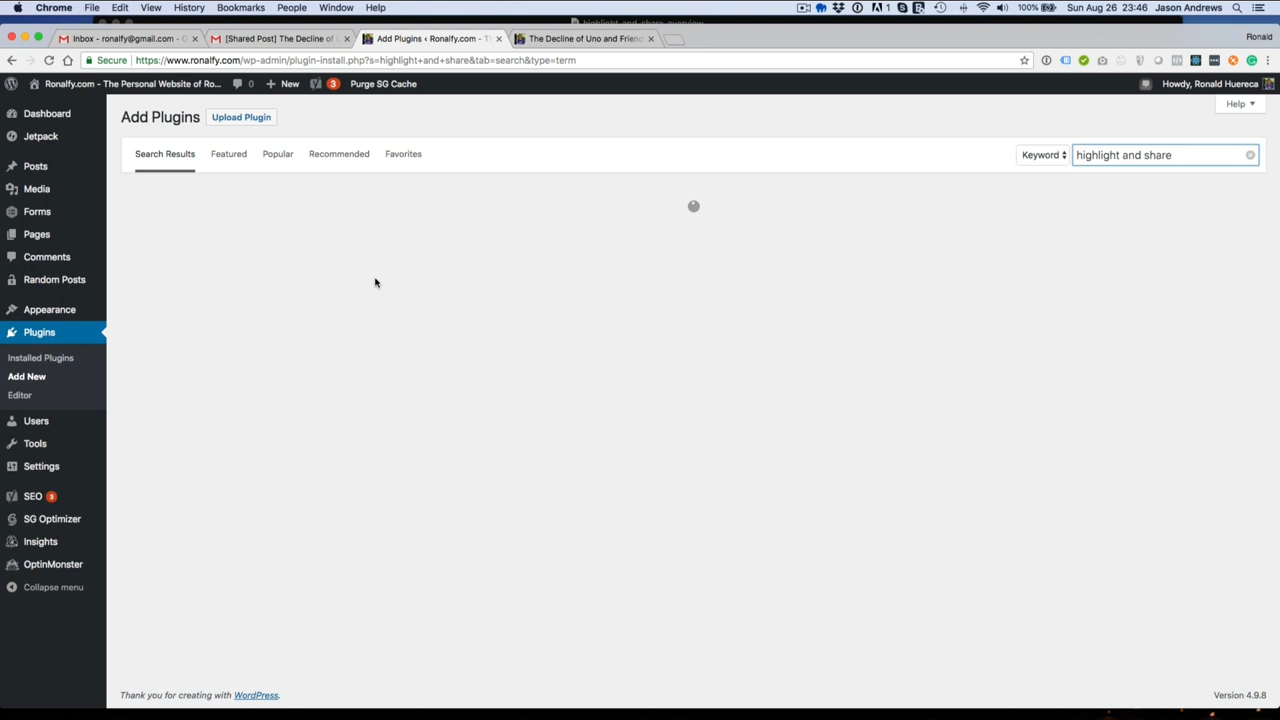 Chrome File Edit View History Bookmarks People Window Help 1 100% Sun Aug 26 23:46 Jason Andrews
highlight-and-share-overview
Inbox - ronalfy@gmail.com - [Shared Post] The Decline of Add Plugins ‹ Ronalfy.com - T The Decline of Uno and Friend Ronald
Secure https://www.ronalfy.com/wp-admin/plugin-install.php?s=highlight+and+share&tab=search&type=term
Ronalfy.com - The Personal Website of Ro... 0 New 3 Purge SG Cache Howdy, Ronald Huereca
Help
Dashboard
Jetpack
Posts
Media
Forms
Pages
Comments
Random Posts
Appearance
Plugins
Installed Plugins
Add New
Editor
Users
Tools
Settings
SEO 3
SG Optimizer
Insights
OptinMonster
Collapse menu
Add Plugins Upload Plugin
Search Results Featured Popular Recommended Favorites Keyword highlight and share
Thank you for creating with WordPress. Version 4.9.8